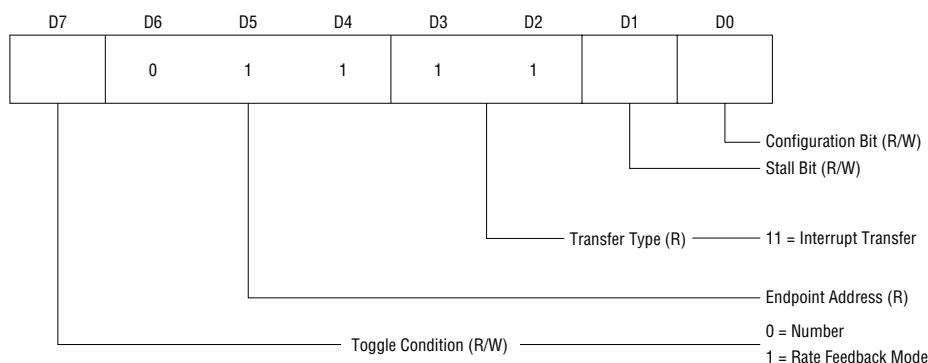 D7 D6 D5 D4 D3 D2 D1 D0
0 1 1 1 1
Configuration Bit (R/W)
Stall Bit (R/W)
Transfer Type (R) 11 = Interrupt Transfer
Endpoint Address (R)
0 = Number
Toggle Condition (R/W)
1 = Rate Feedback Mode